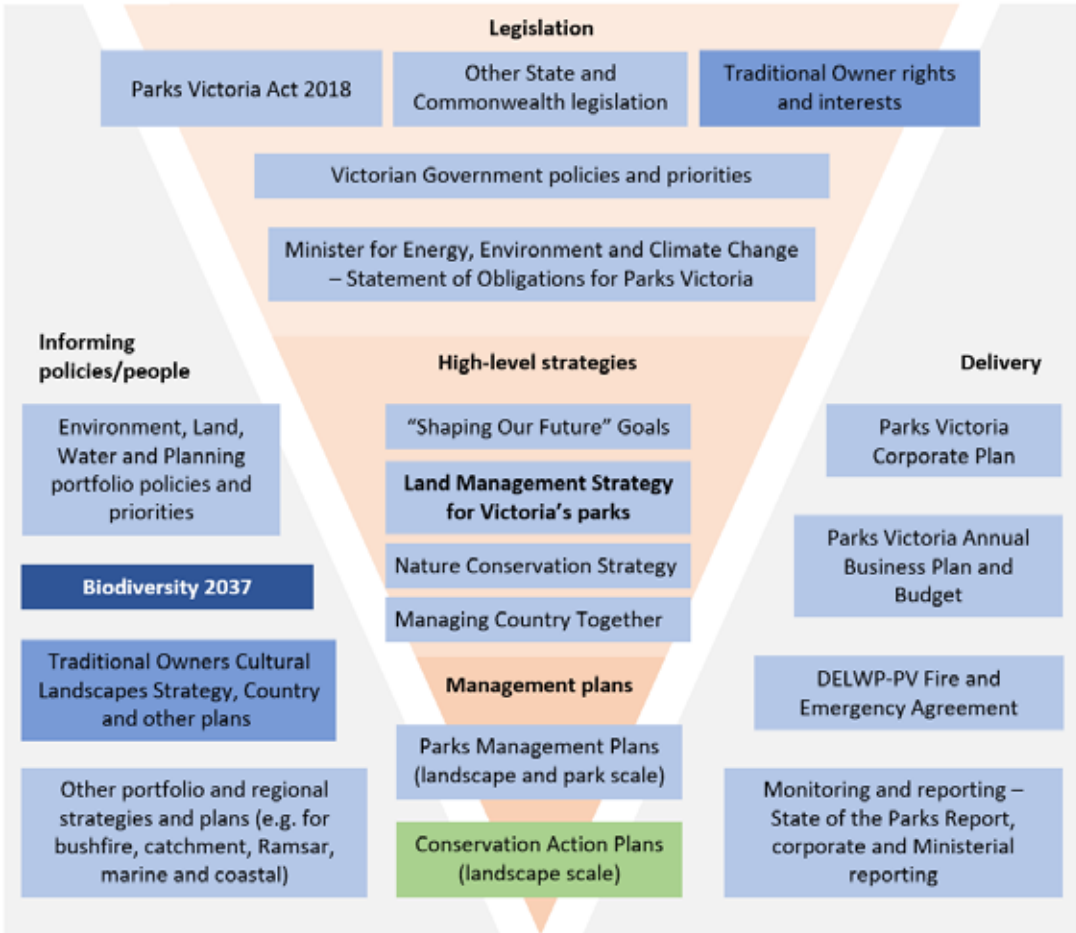 Legislation
Parks Victoria Act 2018
Other State and
Commonwealth legislation
Traditional Owner rights
and interests
Victorian Government policies and priorities
Minister for Energy, Environment and Climate Change
– Statement of Obligations for Parks Victoria
Informing
policies/people
Environment, Land,
Water and Planning
portfolio policies and
priorities
Biodiversity 2037
Traditional Owners Cultural
Landscapes Strategy, Country
and other plans
Other portfolio and regional
strategies and plans (e.g. for
bushfire, catchment, Ramsar,
marine and coastal)
High-level strategies
“Shaping Our Future” Goals
Land Management Strategy
for Victoria’s parks
Nature Conservation Strategy
Managing Country Together
Management plans
Parks Management Plans
(landscape and park scale)
Conservation Action Plans
(landscape scale)
Delivery
Parks Victoria
Corporate Plan
Parks Victoria Annual
Business Plan and
Budget
DELWP-PV Fire and
Emergency Agreement
Monitoring and reporting –
State of the Parks Report,
corporate and Ministerial
reporting